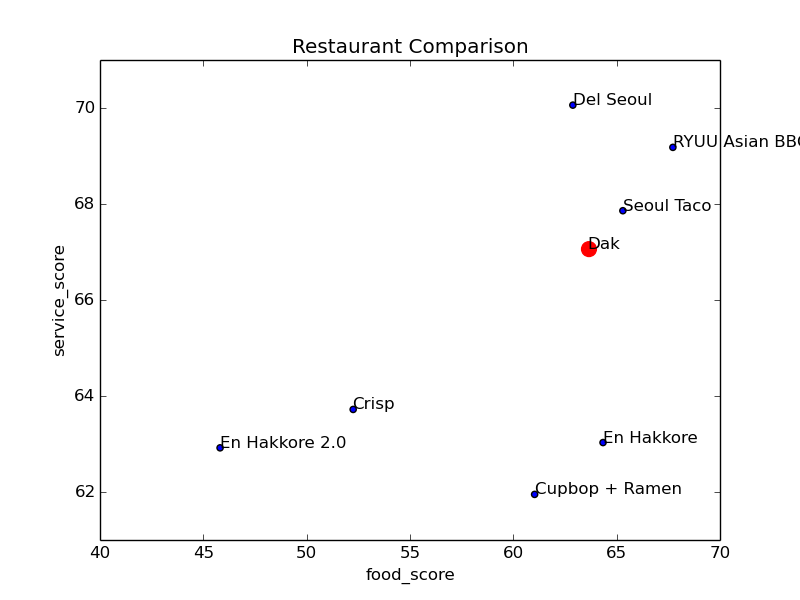 Restaurant Comparison
70
Del Seoul
RYUU Asian BBQ
68
Seoul Taco
Dak
service_score
66
64
Crisp
En Hakkore 2.0
En Hakkore
62
Cupbop + Ramen
40
45
50
55
60
65
70
food_score